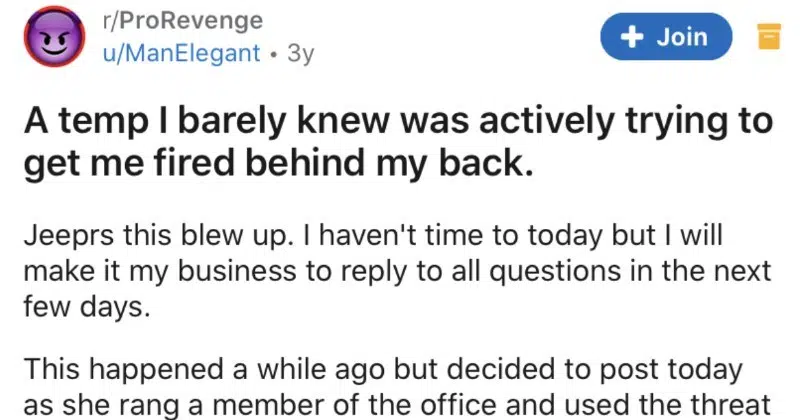 r/ProRevenge
u/ManElegant • 3y
+ Join
A temp I barely knew was actively trying to
get me fired behind my back.
Jeeprs this blew up. I haven't time to today but I will
make it my business to reply to all questions in the next
few days.
This happened a while ago but decided to post today
as she rang a member of the office and used the threat